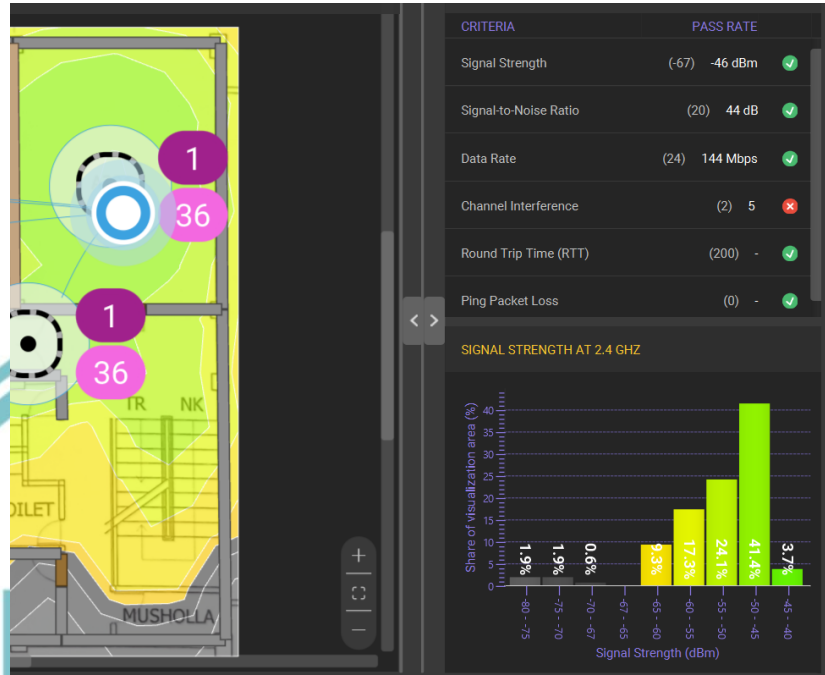 1
36
1
36
TR NK
OILET
MUSHOLLA
CRITERIA PASS RATE
Signal Strength (-67) -46 dBm
Signal-to-Noise Ratio (20) 44 dB
Data Rate (24) 144 Mbps
Channel Interference (2) 5
Round Trip Time (RTT) (200) -
Ping Packet Loss (0) -
SIGNAL STRENGTH AT 2.4 GHZ
Share of visualization area (%)
40
35
30
25
20
15
10
5
0
1.9% 1.9% 0.6% 9.3% 17.3% 24.1% 41.4% 3.7%
-80 - -75 -75 - -70 -70 - -67 -67 - -65 -65 - -60 -60 - -55 -55 - -50 -50 - -45 -45 - -40
Signal Strength (dBm)